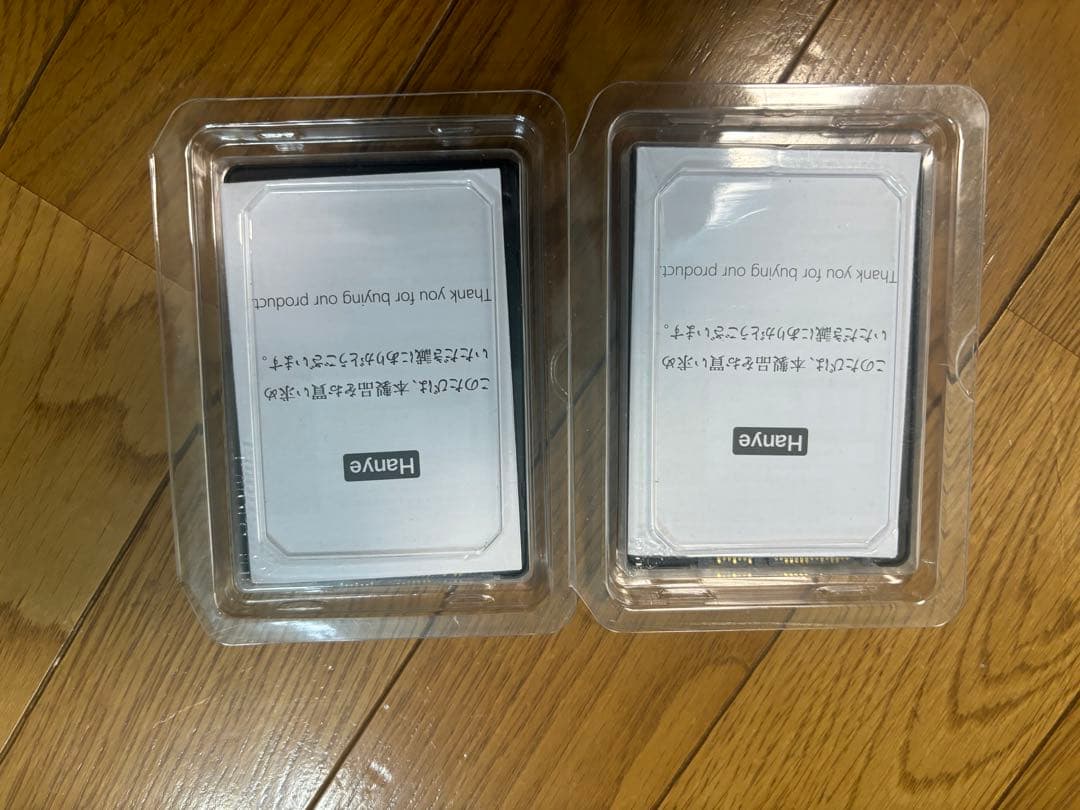 Hanye
このたびは、本製品をお買い求め
いただき誠にありがとうございます。
Thank you for buying our product.
Hanye
このたびは、本製品をお買い求め
いただき誠にありがとうございます。
Thank you for buying our product.